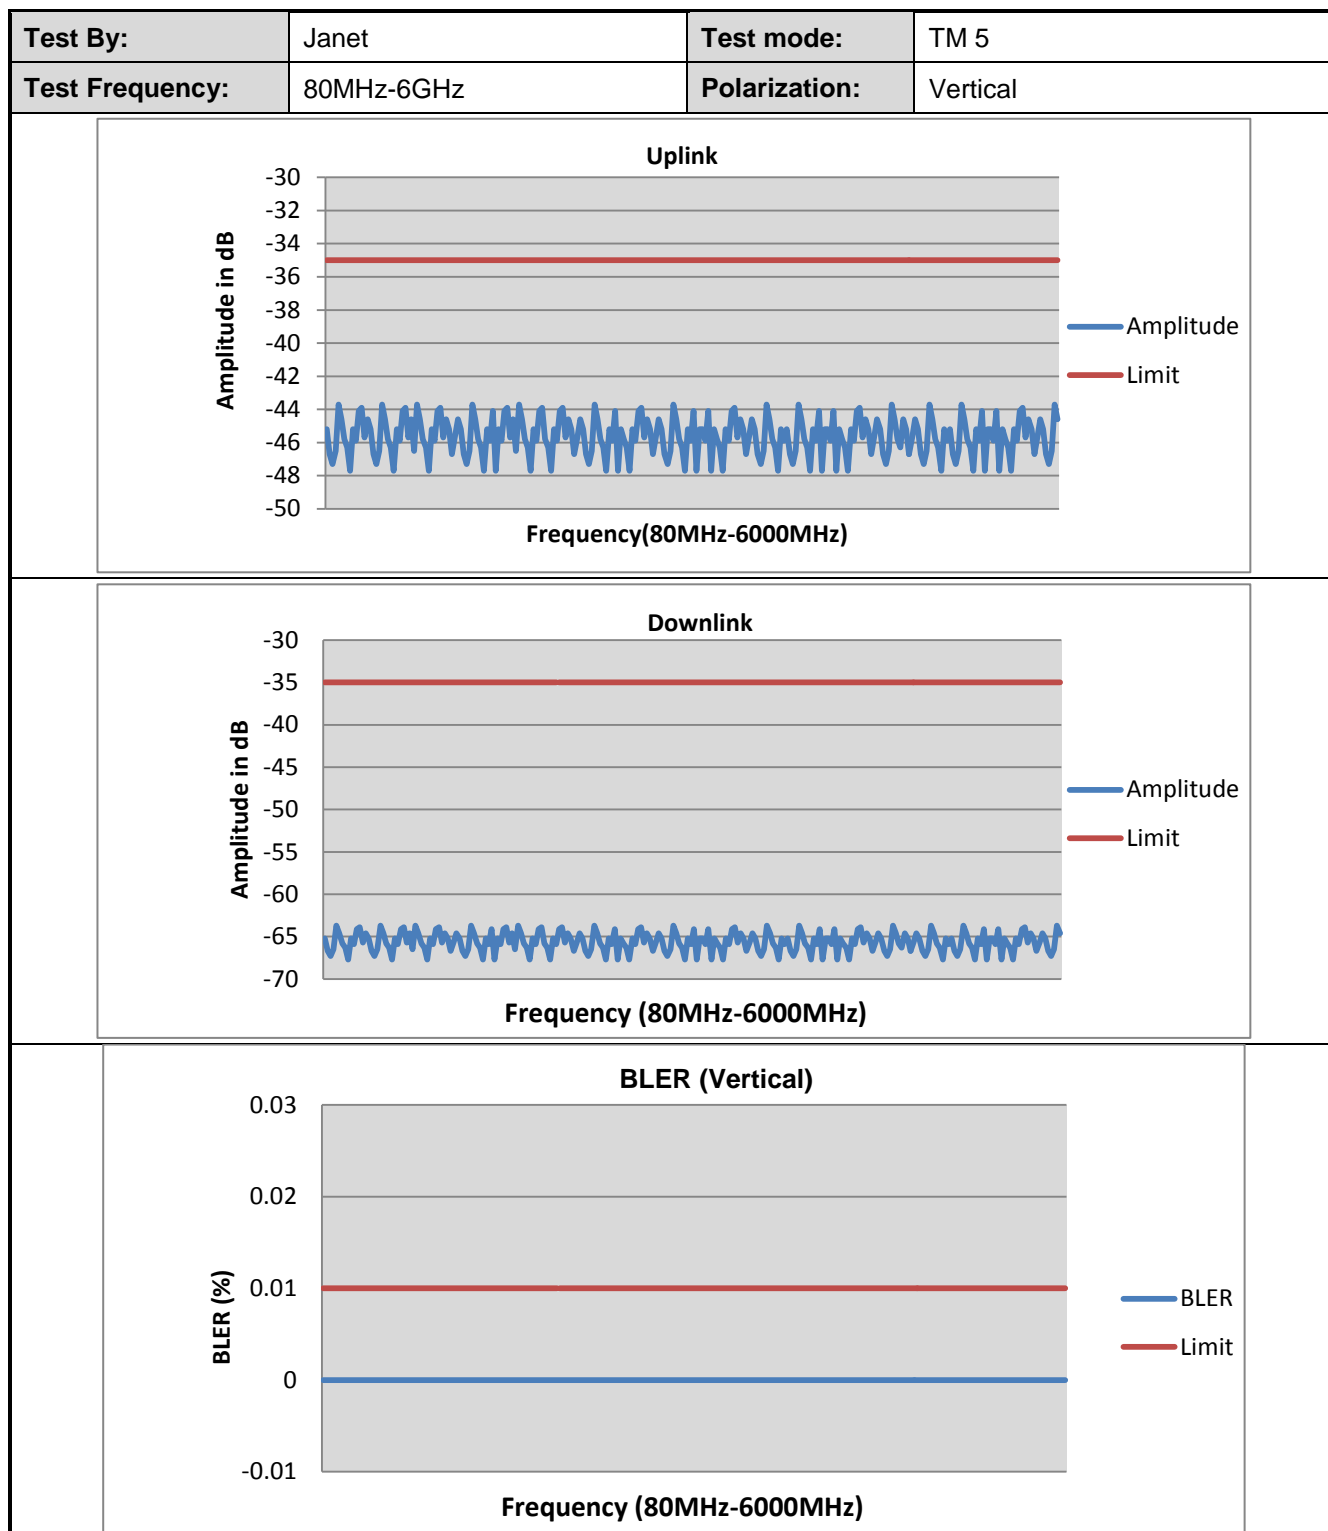 Test By: Janet Test mode: TM 5
Test Frequency: 80MHz-6GHz Polarization: Vertical
Uplink
-30
-32
-34
-36
-38
-40
-42
-44
-46
-48
-50
Amplitude in dB
Frequency(80MHz-6000MHz)
Amplitude
Limit
Downlink
-30
-35
-40
-45
-50
-55
-60
-65
-70
Amplitude in dB
Frequency (80MHz-6000MHz)
Amplitude
Limit
BLER (Vertical)
0.03
0.02
0.01
0
-0.01
BLER (%)
Frequency (80MHz-6000MHz)
BLER
Limit